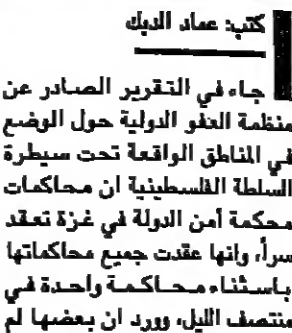 كتب: عماد الديك
جاء في التقرير الصادر عن
منظمة العفو الدولية حول الوضع
في المناطق الواقعة تحت سيطرة
السلطة الفلسطينية ان محاكمات
محكمة أمن الدولة في غزة تعقد
سراً، وانها عقدت جميع محاكماتها
باستثناء محاكمة واحدة في
منتصف الليل، وورد ان بعضها لم